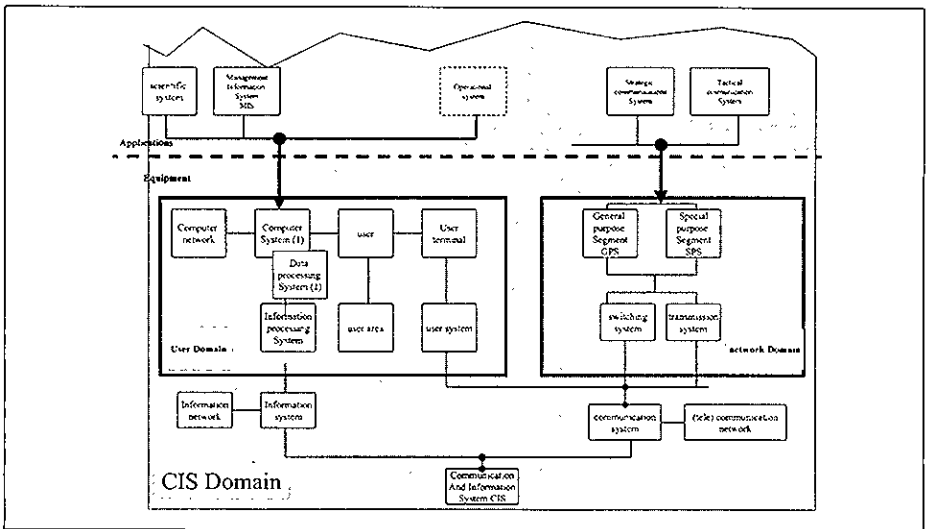 scientific
system
Management
Information
System
MIS
Operational
system
Strategic
communications
System
Tactical
communication
System
Applications
Equipment
Computer
network
Computer
System (1)
user
User
terminal
General
purpose
Segment
GPS
Special
purpose
Segment
SPS
Data
processing
System (1)
Information
processing
System
user area
user system
switching
system
transmission
system
User Domain
network Domain
Information
network
Information
system
communication
system
(tele) communication
network
CIS Domain
Communication
And Information
System CIS